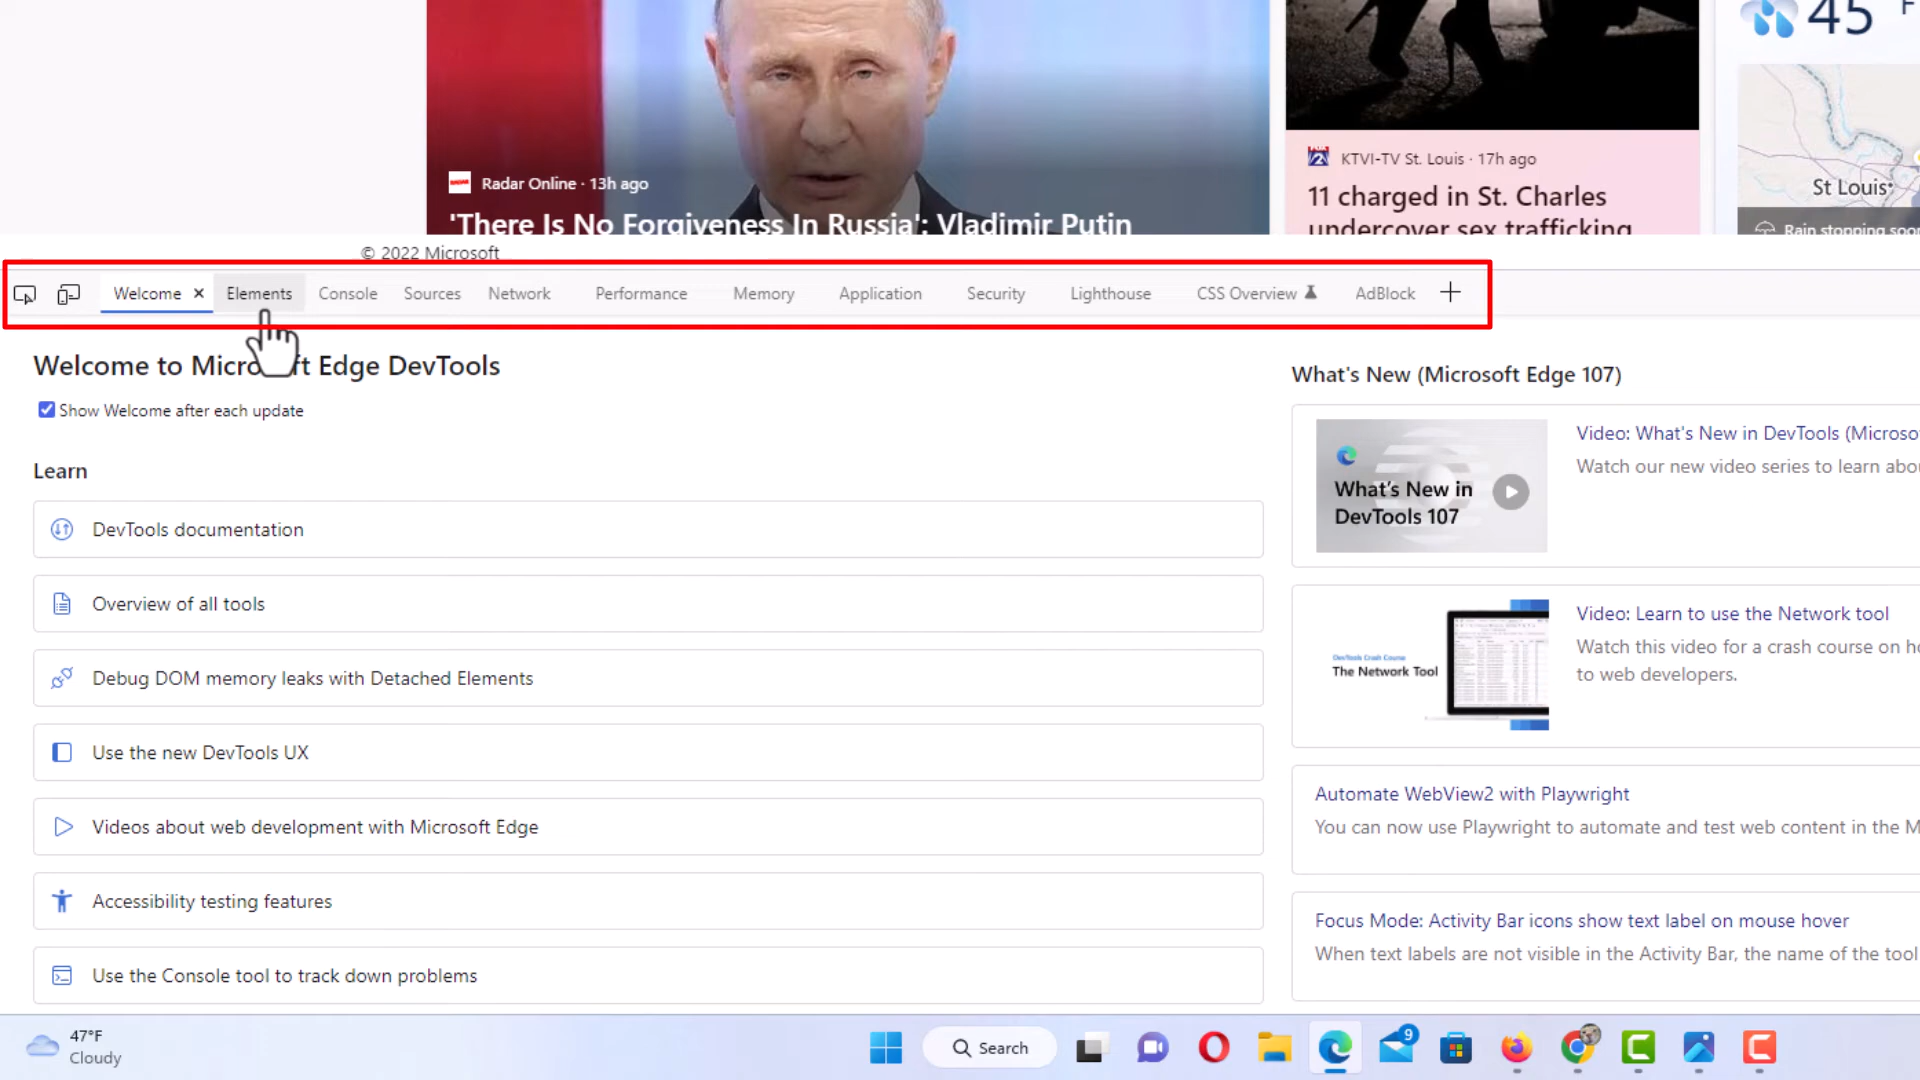 45 F
Radar Online · 13h ago
'There Is No Forgiveness In Russia': Vladimir Putin
KTVI-TV St. Louis · 17h ago
11 charged in St. Charles
undercover sex trafficking
St Louis
Rain stopping soon
© 2022 Microsoft
Welcome Elements Console Sources Network Performance Memory Application Security Lighthouse CSS Overview AdBlock
Welcome to Microsoft Edge DevTools
Show Welcome after each update
Learn
DevTools documentation
Overview of all tools
Debug DOM memory leaks with Detached Elements
Use the new DevTools UX
Videos about web development with Microsoft Edge
Accessibility testing features
Use the Console tool to track down problems
What's New (Microsoft Edge 107)
What's New in
DevTools 107
Video: What's New in DevTools (Microso
Watch our new video series to learn abou
DevTools Crash Course
The Network Tool
Video: Learn to use the Network tool
Watch this video for a crash course on ho
to web developers.
Automate WebView2 with Playwright
You can now use Playwright to automate and test web content in the M
Focus Mode: Activity Bar icons show text label on mouse hover
When text labels are not visible in the Activity Bar, the name of the tool
47°F
Cloudy
Search
9